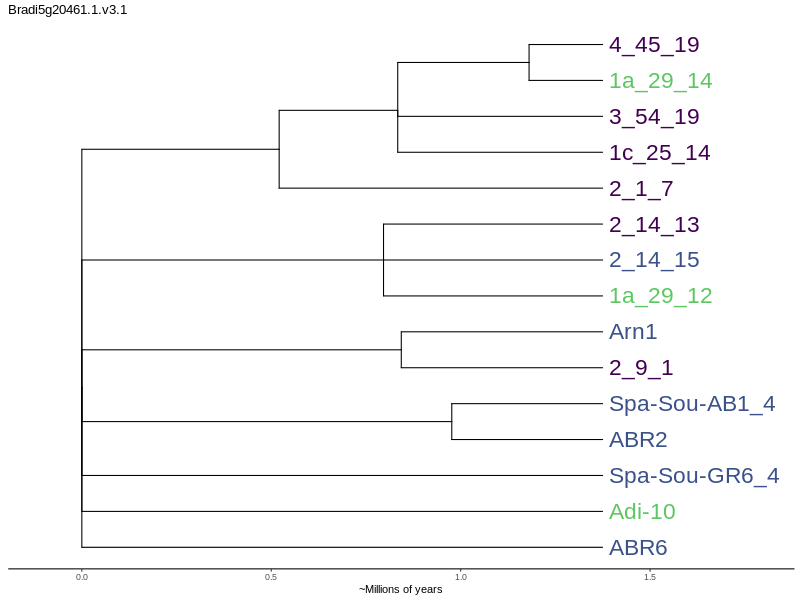 Bradi5g20461.1.v3.1
4_45_19
1a_29_14
3_54_19
1c_25_14
2_1_7
2_14_13
2_14_15
1a_29_12
Arn1
2_9_1
Spa-Sou-AB1_4
ABR2
Spa-Sou-GR6_4
Adi-10
ABR6
0.0 0.5 1.0 1.5
~Millions of years